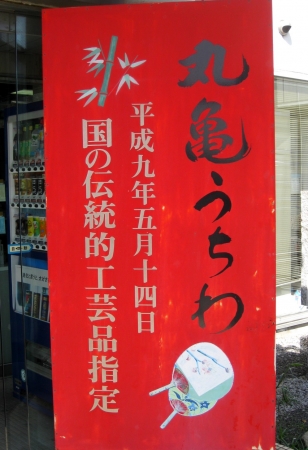 丸亀うちわ
平成九年五月十四日
国の伝統的工芸品指定